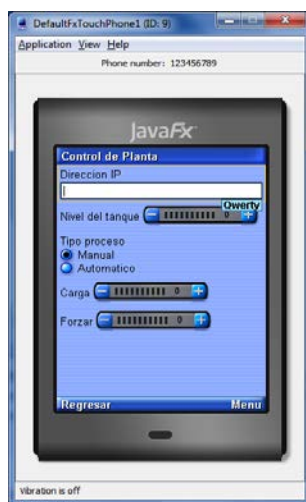 DefaultFxTouchPhone1 (ID: 9)
Application View Help
Phone number: 123456789
JavaFx
Control de Planta
Direccion IP
Qwerty
Nivel del tanque 0
Tipo proceso
Manual
Automatico
Carga 0
Forzar 0
Regresar Menu
Vibration is off